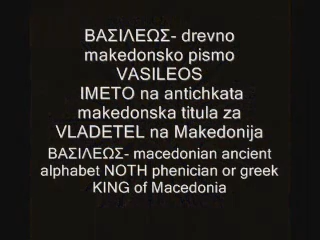 ΒΑΣΙΛΕΩΣ- drevno
makedonsko pismo
VASILEOS
IMETO na antichkata
makedonska titula za
VLADETEL na Makedonija
ΒΑΣΙΛΕΩΣ- macedonian ancient
alphabet NOTH phenician or greek
KING of Macedonia